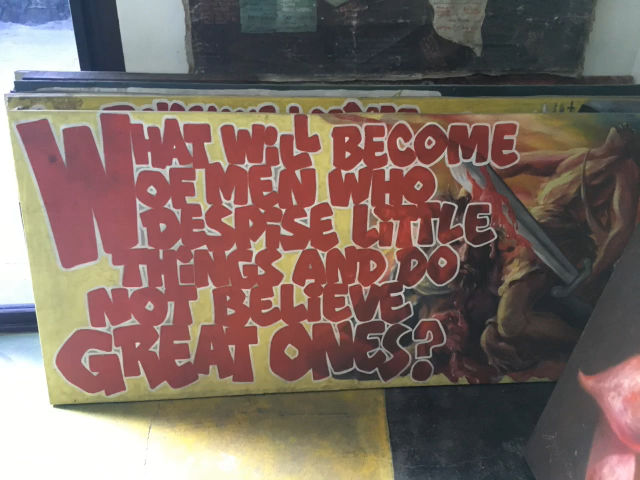 WHAT WiLL BECOME
OF MEN WHO
DESPiSE LiTTLE
THiNGS AND DO
NOT BELiEVE
GREAT ONES?